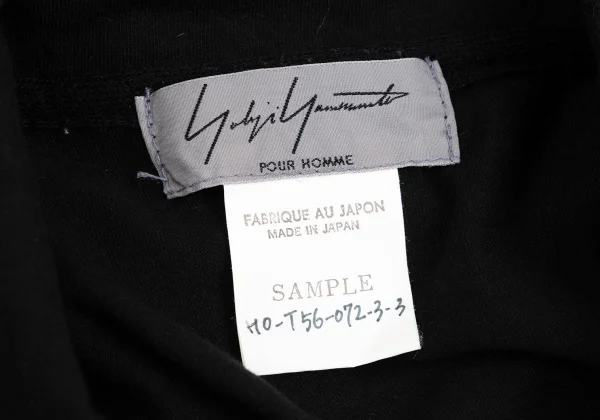 Yohji Yamamoto
POUR HOMME
FABRIQUE AU JAPON
MADE IN JAPAN
SAMPLE
HO-T56-072-3-3